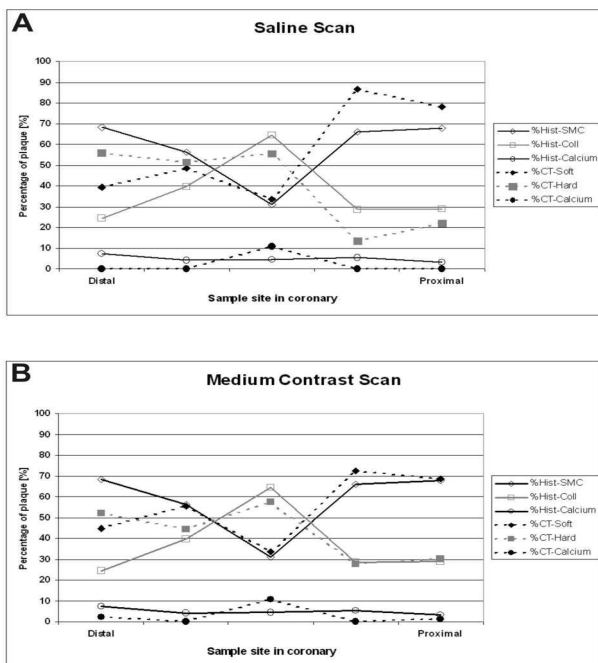 A
Saline Scan
Percentage of plaque [%]
100
90
80
70
60
50
40
30
20
10
0
Distal
Proximal
Sample site in coronary
%Hist-SMC
%Hist-Coll
%Hist-Calcium
%CT-Soft
%CT-Hard
%CT-Calcium
B
Medium Contrast Scan
Percentage of plaque [%]
100
90
80
70
60
50
40
30
20
10
0
Distal
Proximal
Sample site in coronary
%Hist-SMC
%Hist-Coll
%Hist-Calcium
%CT-Soft
%CT-Hard
%CT-Calcium